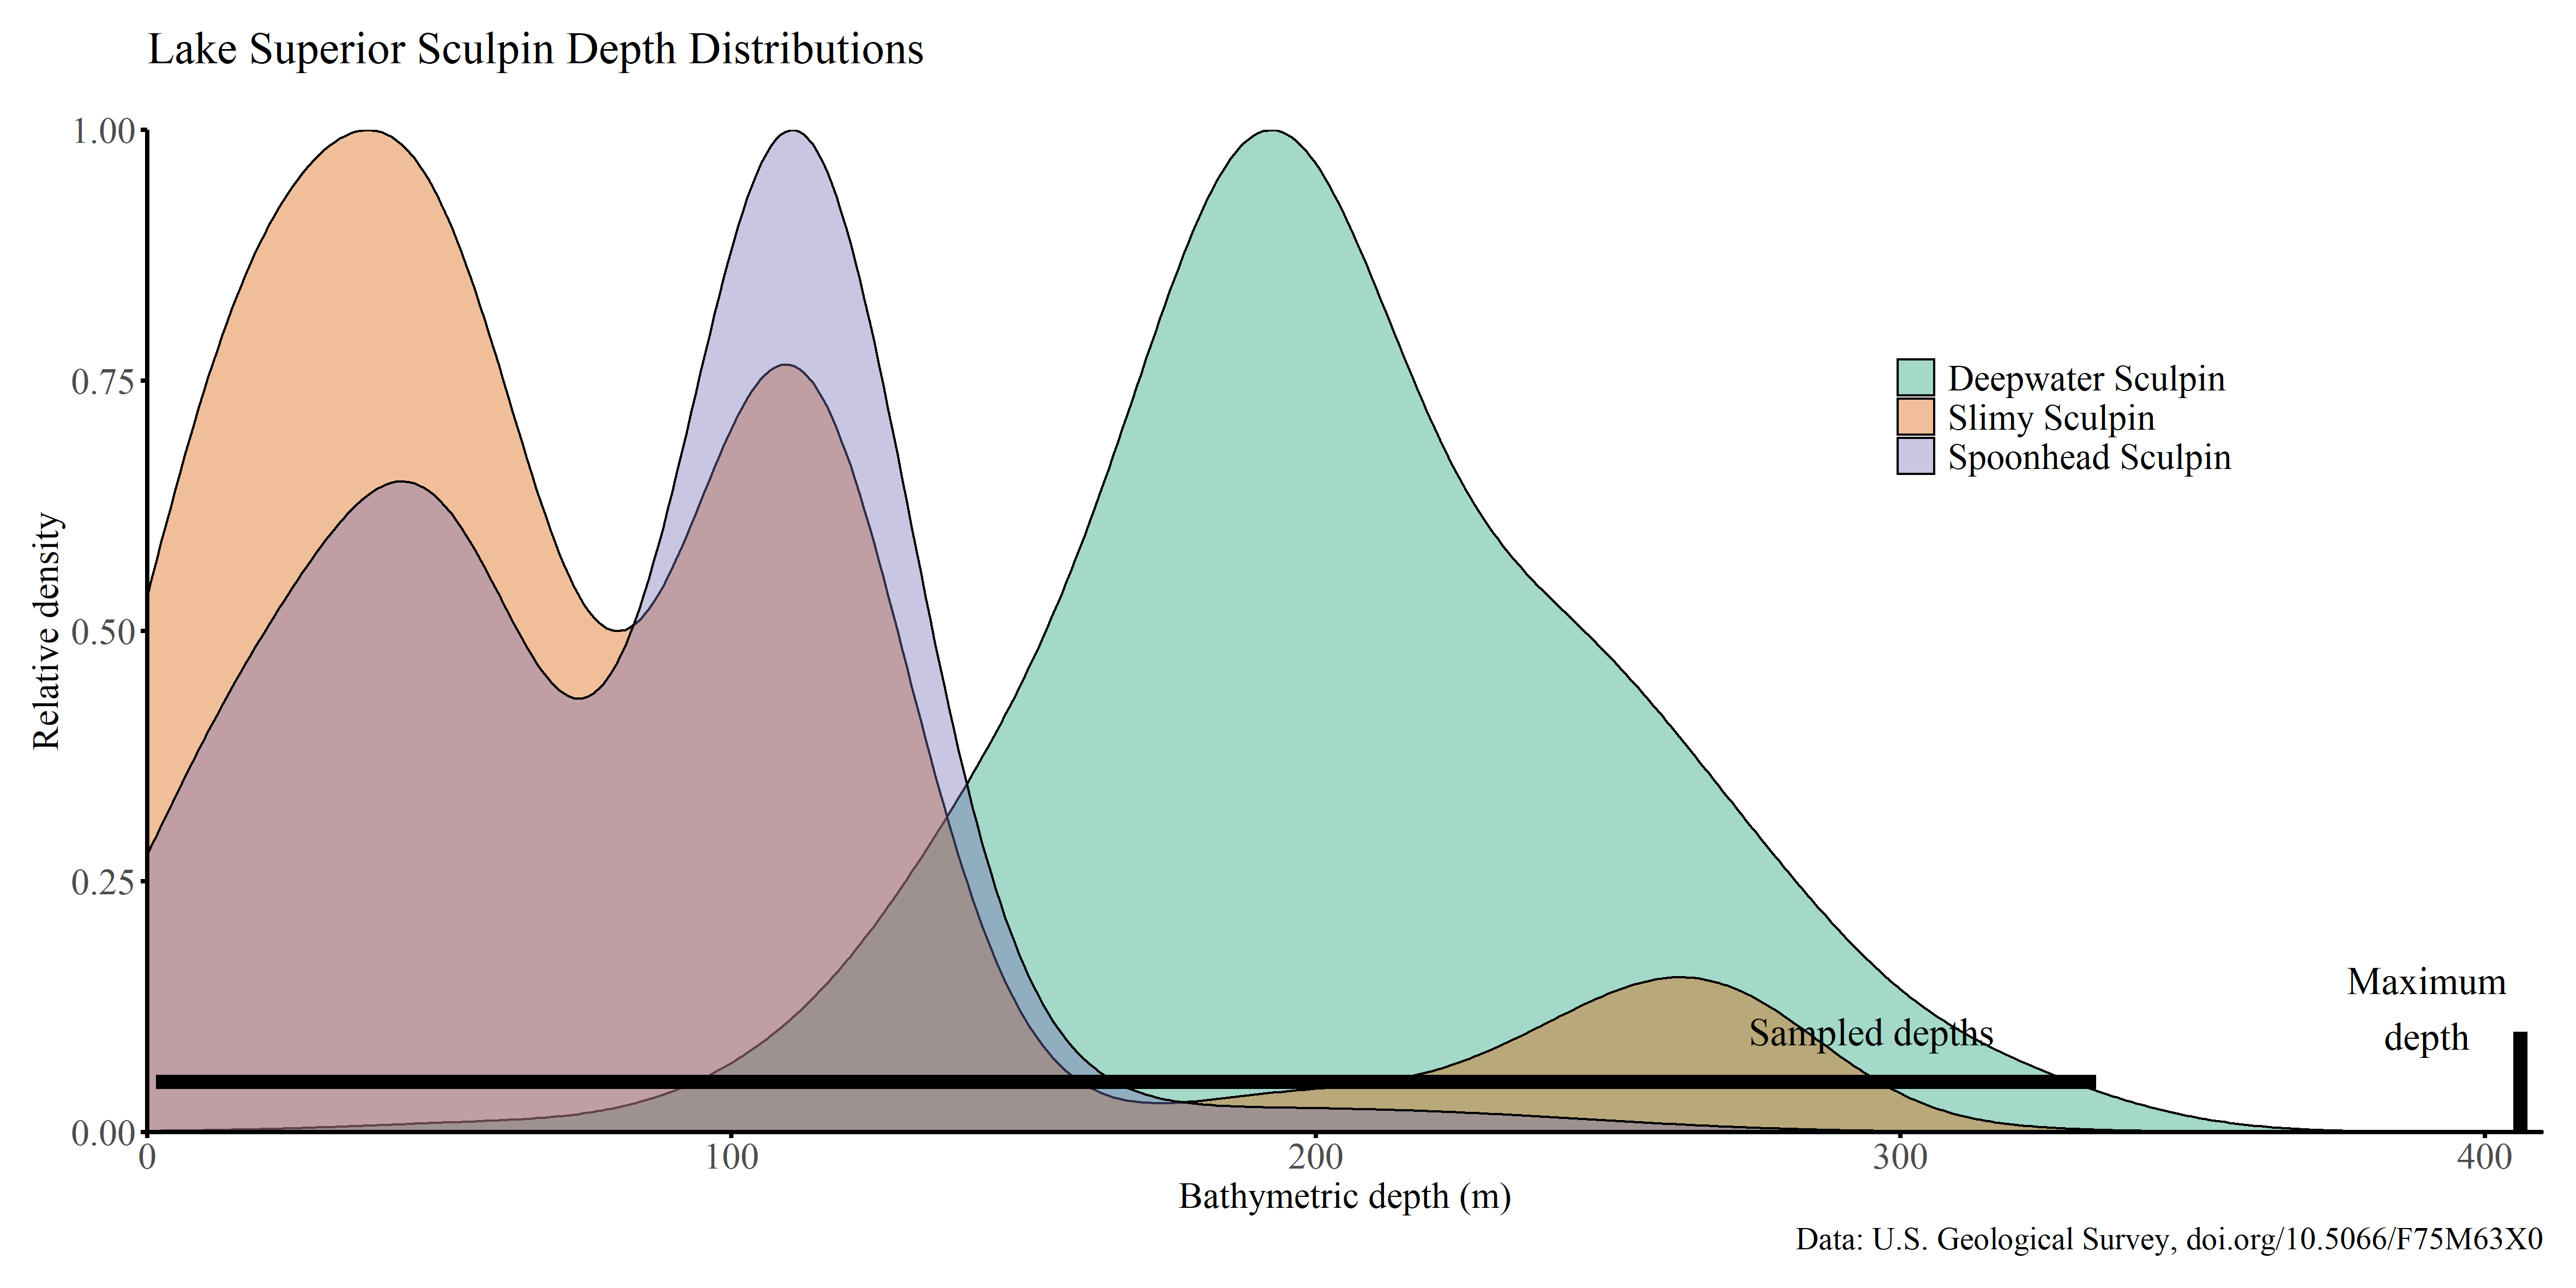 Lake Superior Sculpin Depth Distributions
1.00
0.75
0.50
0.25
0.00
Relative density
Deepwater Sculpin
Slimy Sculpin
Spoonhead Sculpin
Maximum
depth
Sampled depths
0
100
200
300
400
Bathymetric depth (m)
Data: U.S. Geological Survey, doi.org/10.5066/F75M63X0